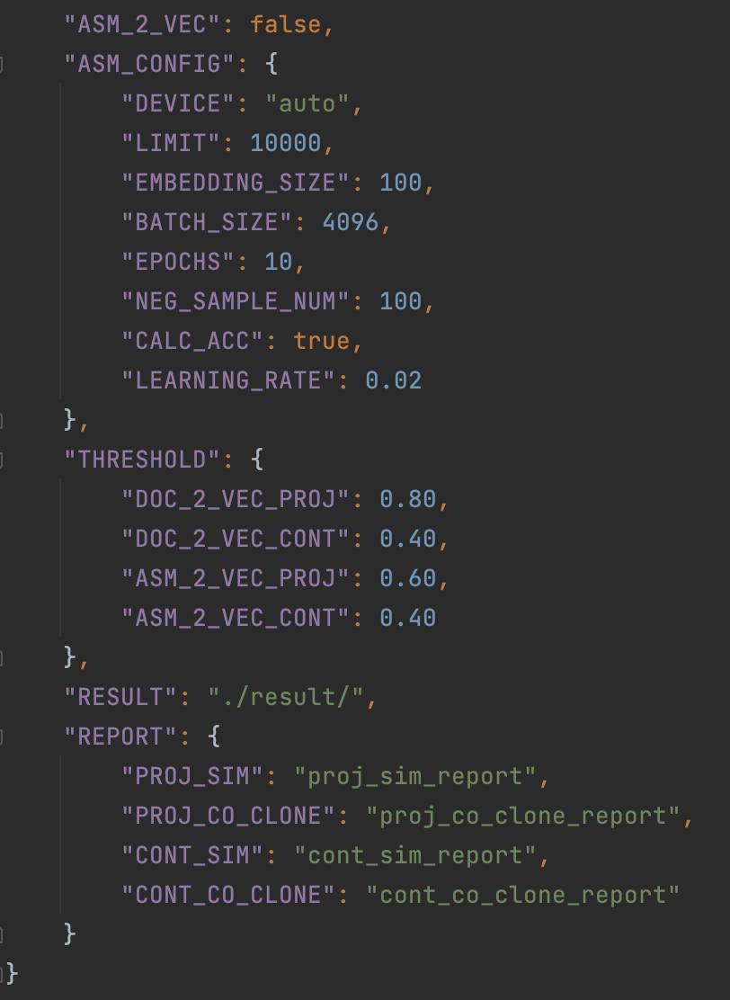 "ASM_2_VEC": false,
"ASM_CONFIG": {
"DEVICE": "auto",
"LIMIT": 10000,
"EMBEDDING_SIZE": 100,
"BATCH_SIZE": 4096,
"EPOCHS": 10,
"NEG_SAMPLE_NUM": 100,
"CALC_ACC": true,
"LEARNING_RATE": 0.02
},
"THRESHOLD": {
"DOC_2_VEC_PROJ": 0.80,
"DOC_2_VEC_CONT": 0.40,
"ASM_2_VEC_PROJ": 0.60,
"ASM_2_VEC_CONT": 0.40
},
"RESULT": "./result/",
"REPORT": {
"PROJ_SIM": "proj_sim_report",
"PROJ_CO_CLONE": "proj_co_clone_report",
"CONT_SIM": "cont_sim_report",
"CONT_CO_CLONE": "cont_co_clone_report"
}
}